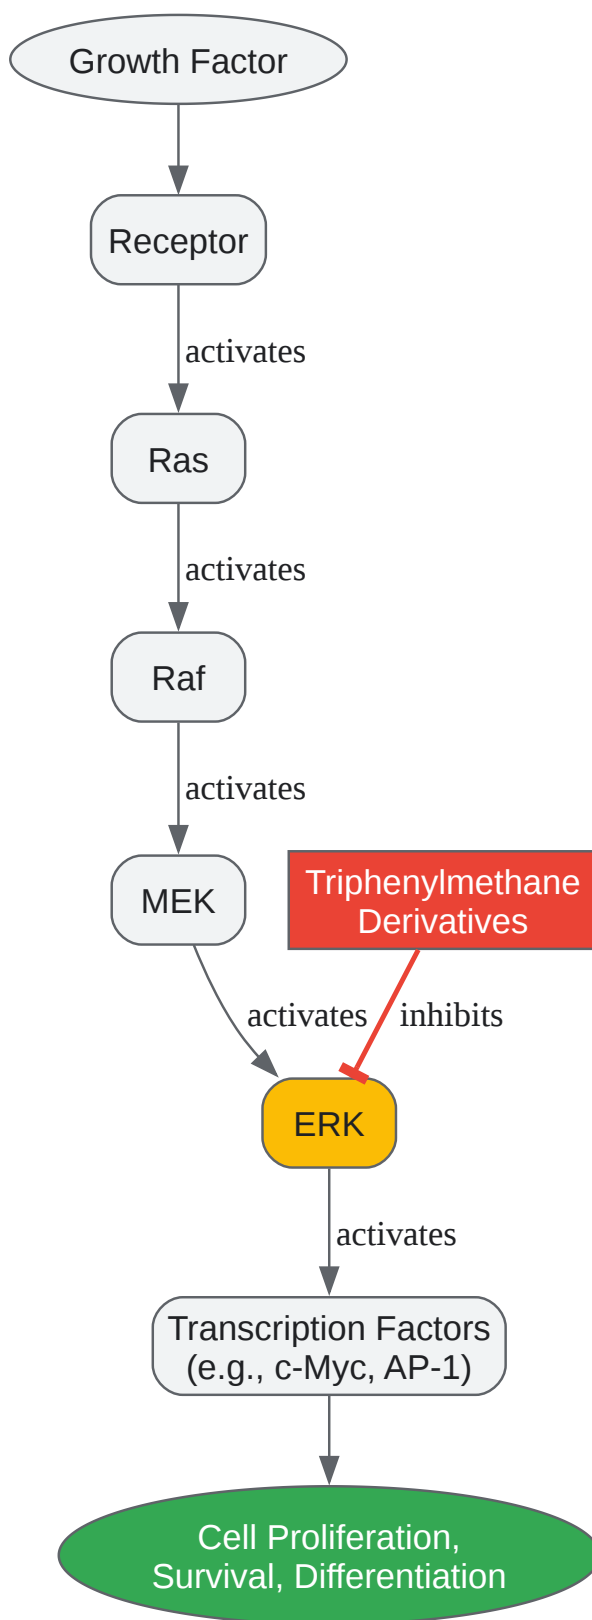 Growth Factor
Receptor
activates
Ras
activates
Raf
activates
MEK
Triphenylmethane
Derivatives
activates
inhibits
ERK
activates
Transcription Factors
(e.g., c-Myc, AP-1)
Cell Proliferation,
Survival, Differentiation